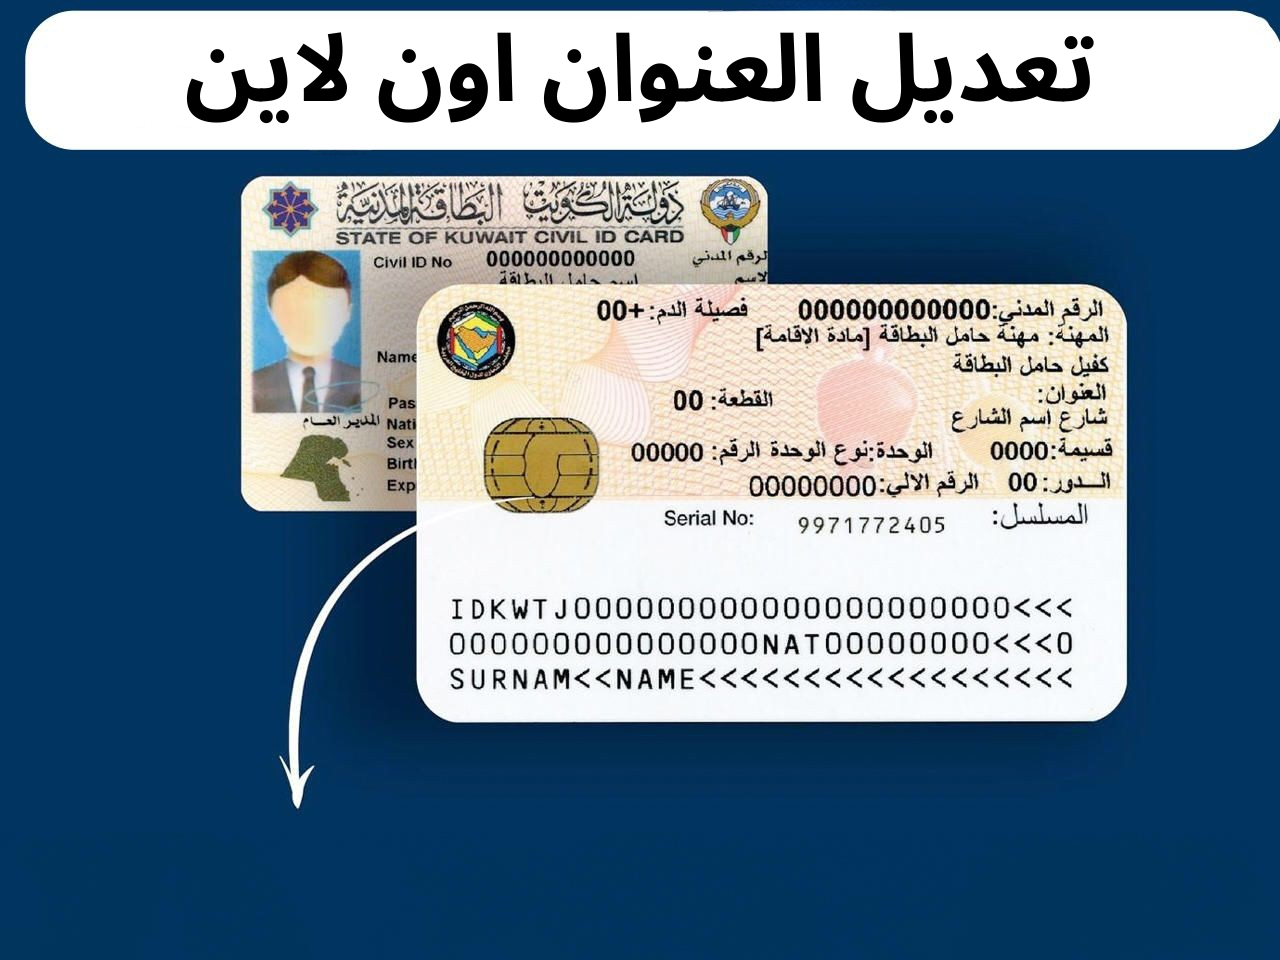 تعديل العنوان اون لاين
دولة الكويت البطاقة المدنية
STATE OF KUWAIT CIVIL ID CARD
Civil ID No 000000000000 الرقم المدني
اسم حامل البطاقة الاسم
Name
Pas
المدير العام
Nati
Sex
Birt
Exp
الرقم المدني:000000000000 فصيلة الدم: +00
المهنة: مهنة حامل البطاقة [مادة الإقامة]
كفيل حامل البطاقة
العنوان: القطعة: 00
شارع اسم الشارع
قسيمة:0000 الوحدة:نوع الوحدة الرقم: 00000
الــدور: 00 الرقم الالي:00000000
المسلسل: 9971772405 Serial No:
IDKWTJ000000000000000000000<<<
000000000000000NAT00000000<<<0
SURNAM<<NAME<<<<<<<<<<<<<<<<<<